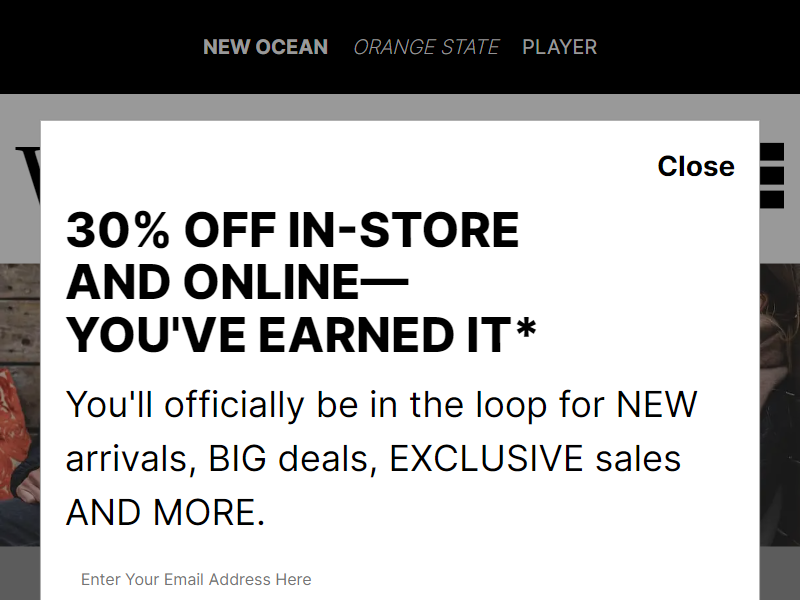 NEW OCEAN ORANGE STATE PLAYER
Close
30% OFF IN-STORE
AND ONLINE—
YOU'VE EARNED IT*
You'll officially be in the loop for NEW
arrivals, BIG deals, EXCLUSIVE sales
AND MORE.
Enter Your Email Address Here